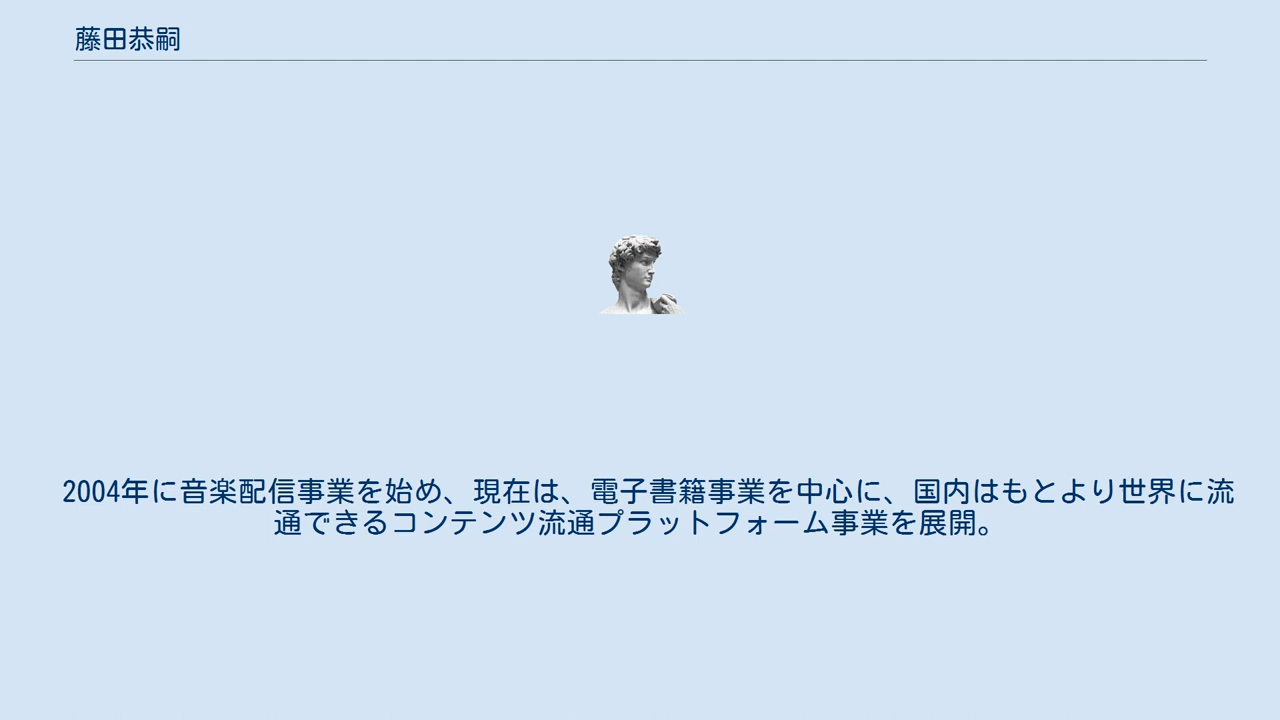 藤田恭嗣
2004年に音楽配信事業を始め、現在は、電子書籍事業を中心に、国内はもとより世界に流
通できるコンテンツ流通プラットフォーム事業を展開。